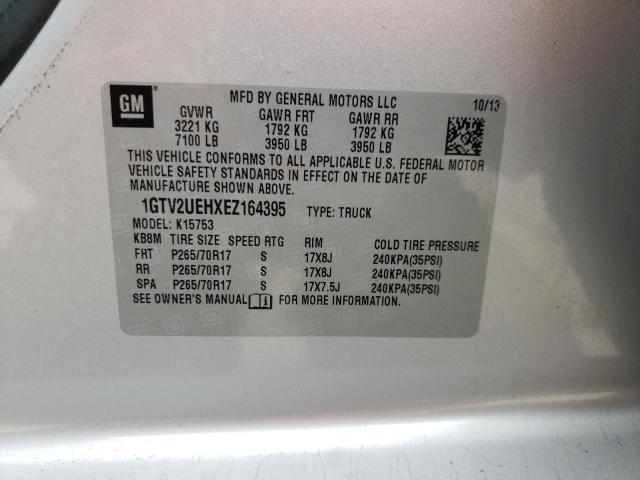 GM
MFD BY GENERAL MOTORS LLC 10/13
GVWR GAWR FRT GAWR RR
3221 KG 1792 KG 1792 KG
7100 LB 3950 LB 3950 LB
THIS VEHICLE CONFORMS TO ALL APPLICABLE U.S. FEDERAL MOTOR
VEHICLE SAFETY STANDARDS IN EFFECT ON THE DATE OF
MANUFACTURE SHOWN ABOVE.
1GTV2UEHXEZ164395 TYPE: TRUCK
MODEL: K15753
KB8M TIRE SIZE SPEED RTG RIM COLD TIRE PRESSURE
FRT P265/70R17 S 17X8J 240KPA(35PSI)
RR P265/70R17 S 17X8J 240KPA(35PSI)
SPA P265/70R17 S 17X7.5J 240KPA(35PSI)
SEE OWNER'S MANUAL FOR MORE INFORMATION.